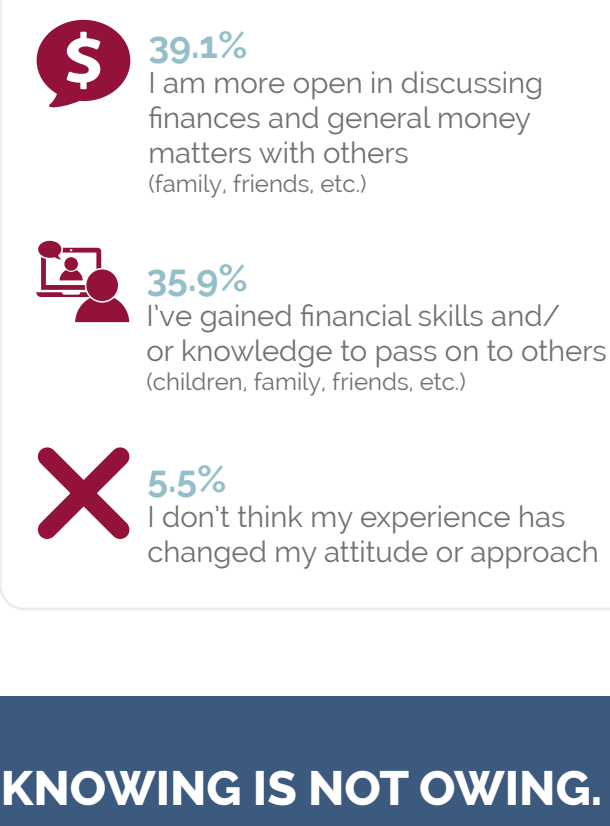 $
39.1%
I am more open in discussing
finances and general money
matters with others
(family, friends, etc.)
35.9%
I've gained financial skills and/
or knowledge to pass on to others
(children, family, friends, etc.)
5.5%
I don't think my experience has
changed my attitude or approach
KNOWING IS NOT OWING.